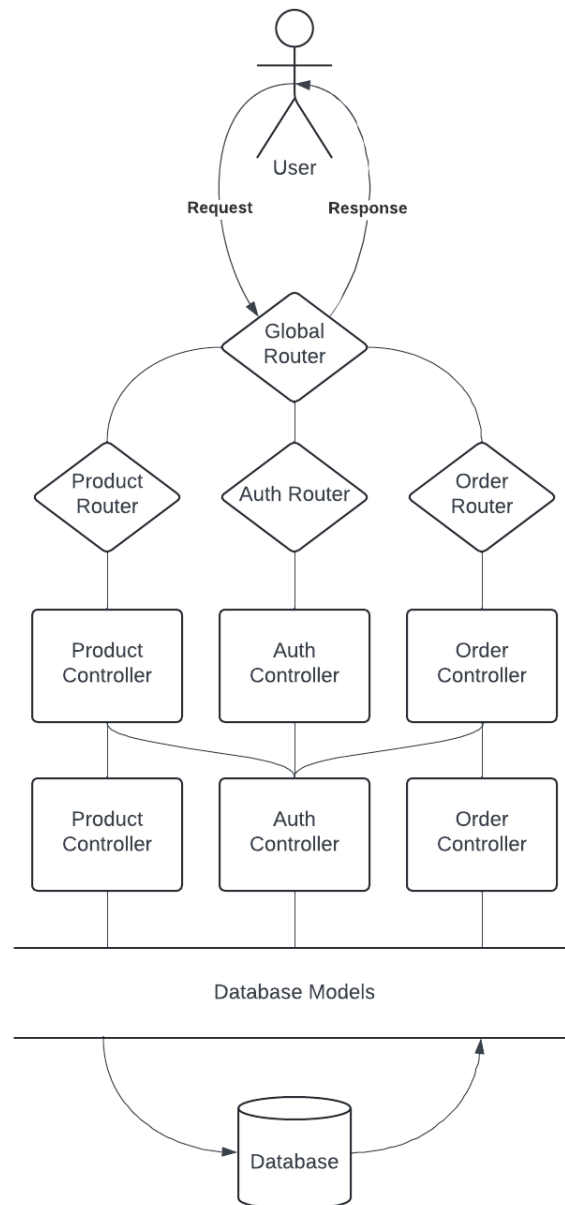 User
Request
Response
Global
Router
Product
Router
Auth Router
Order
Router
Product
Controller
Auth
Controller
Order
Controller
Product
Controller
Auth
Controller
Order
Controller
Database Models
Database